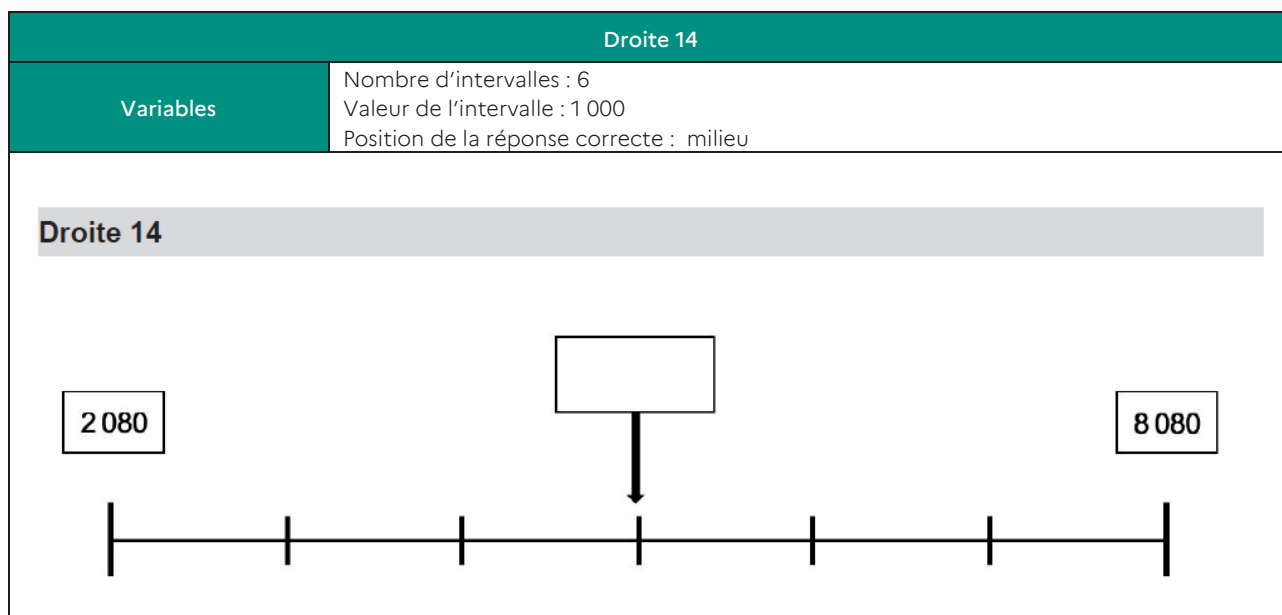 Droite 14
Variables
Nombre d'intervalles : 6
Valeur de l'intervalle : 1 000
Position de la réponse correcte : milieu
Droite 14
2 080
8 080